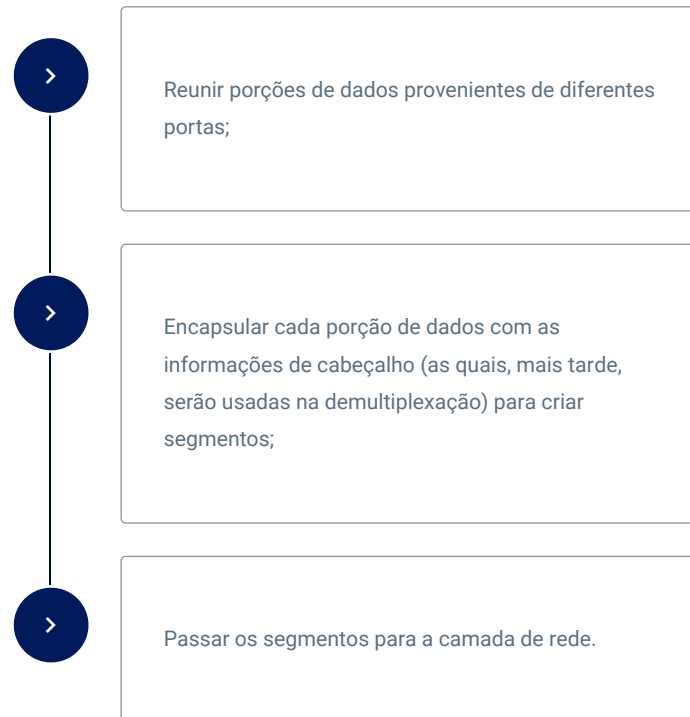 Reunir porções de dados provenientes de diferentes
portas;
Encapsular cada porção de dados com as
informações de cabeçalho (as quais, mais tarde,
serão usadas na demultiplexação) para criar
segmentos;
Passar os segmentos para a camada de rede.